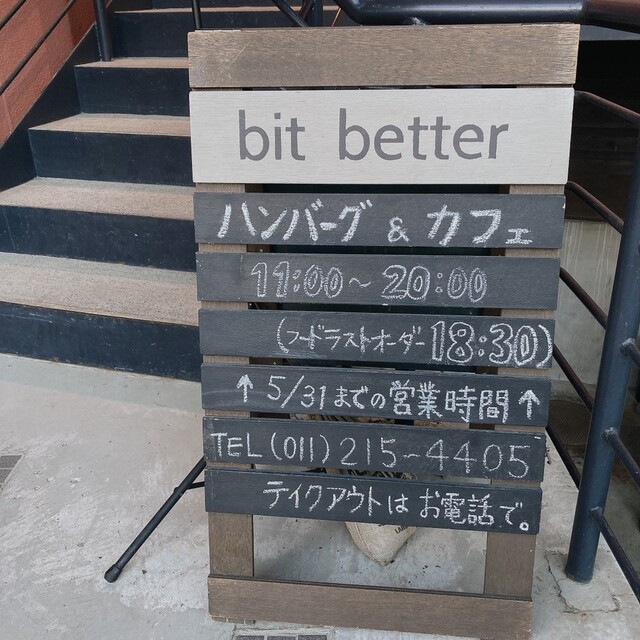 bit better
ハンバーグ & カフェ
11:00~20:00
(フードラストオーダー 18:30)
↑5/31までの営業時間↑
TEL(011)215-4405
テイクアウトはお電話で。